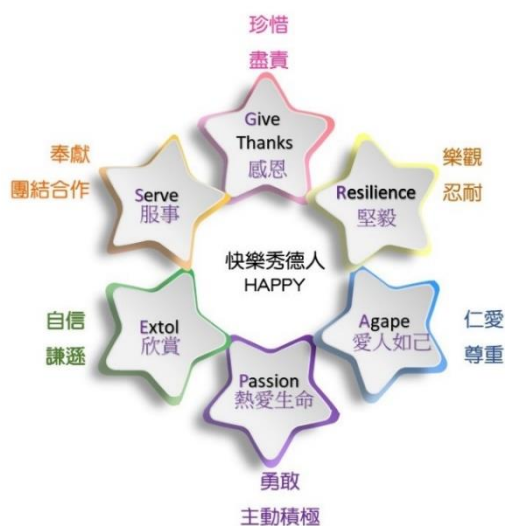 珍惜
盡責
Give
Thanks
感恩
樂觀
忍耐
Resilience
堅毅
仁愛
尊重
Agape
愛人如己
Passion
熱愛生命
勇敢
主動積極
自信
謙遜
Extol
欣賞
奉獻
團結合作
Serve
服事
快樂秀德人
HAPPY